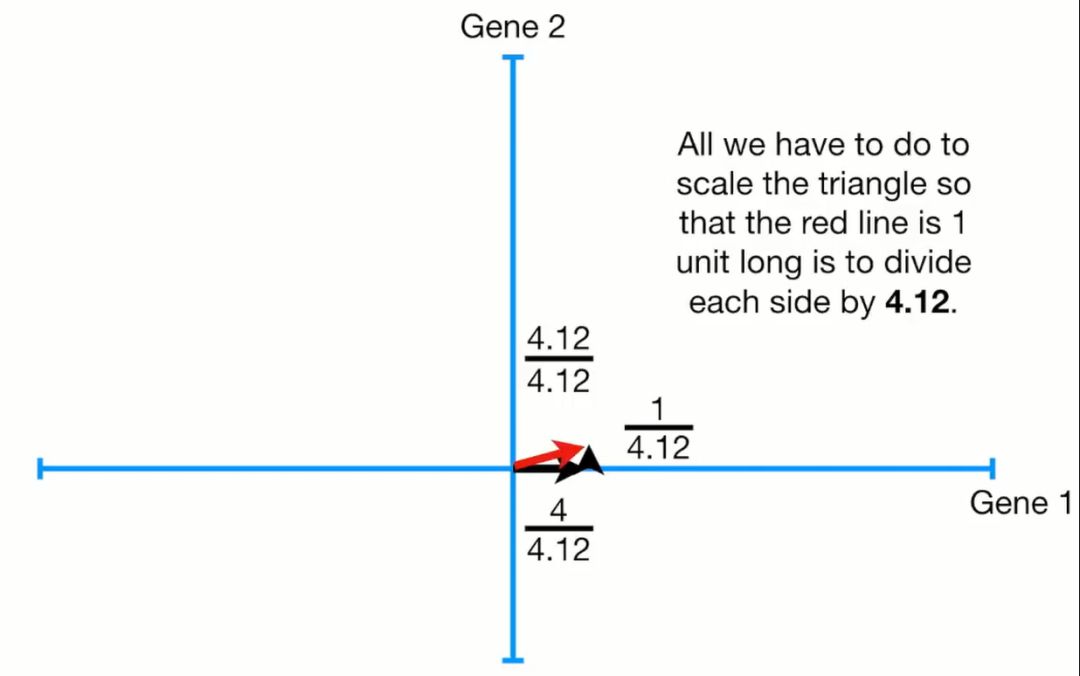 Gene 2
All we have to do to
scale the triangle so
that the red line is 1
unit long is to divide
each side by 4.12.
4.12
4.12
1
4.12
Gene 1
4
4.12